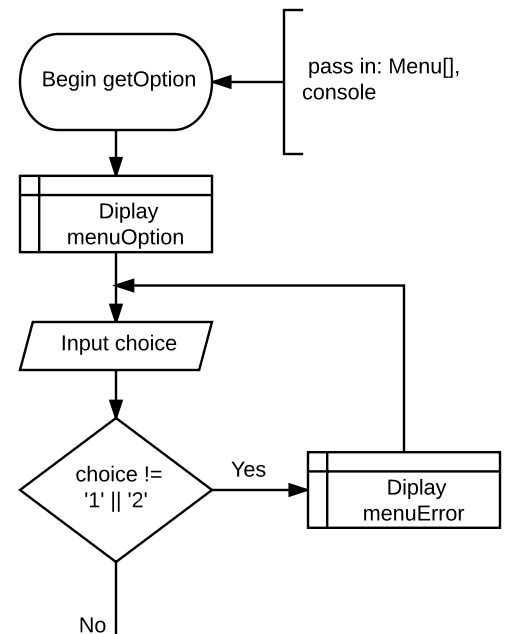 Begin getOption
pass in: Menu[],
console
Diplay
menuOption
Input choice
choice !=
'1' || '2'
Yes
Diplay
menuError
No